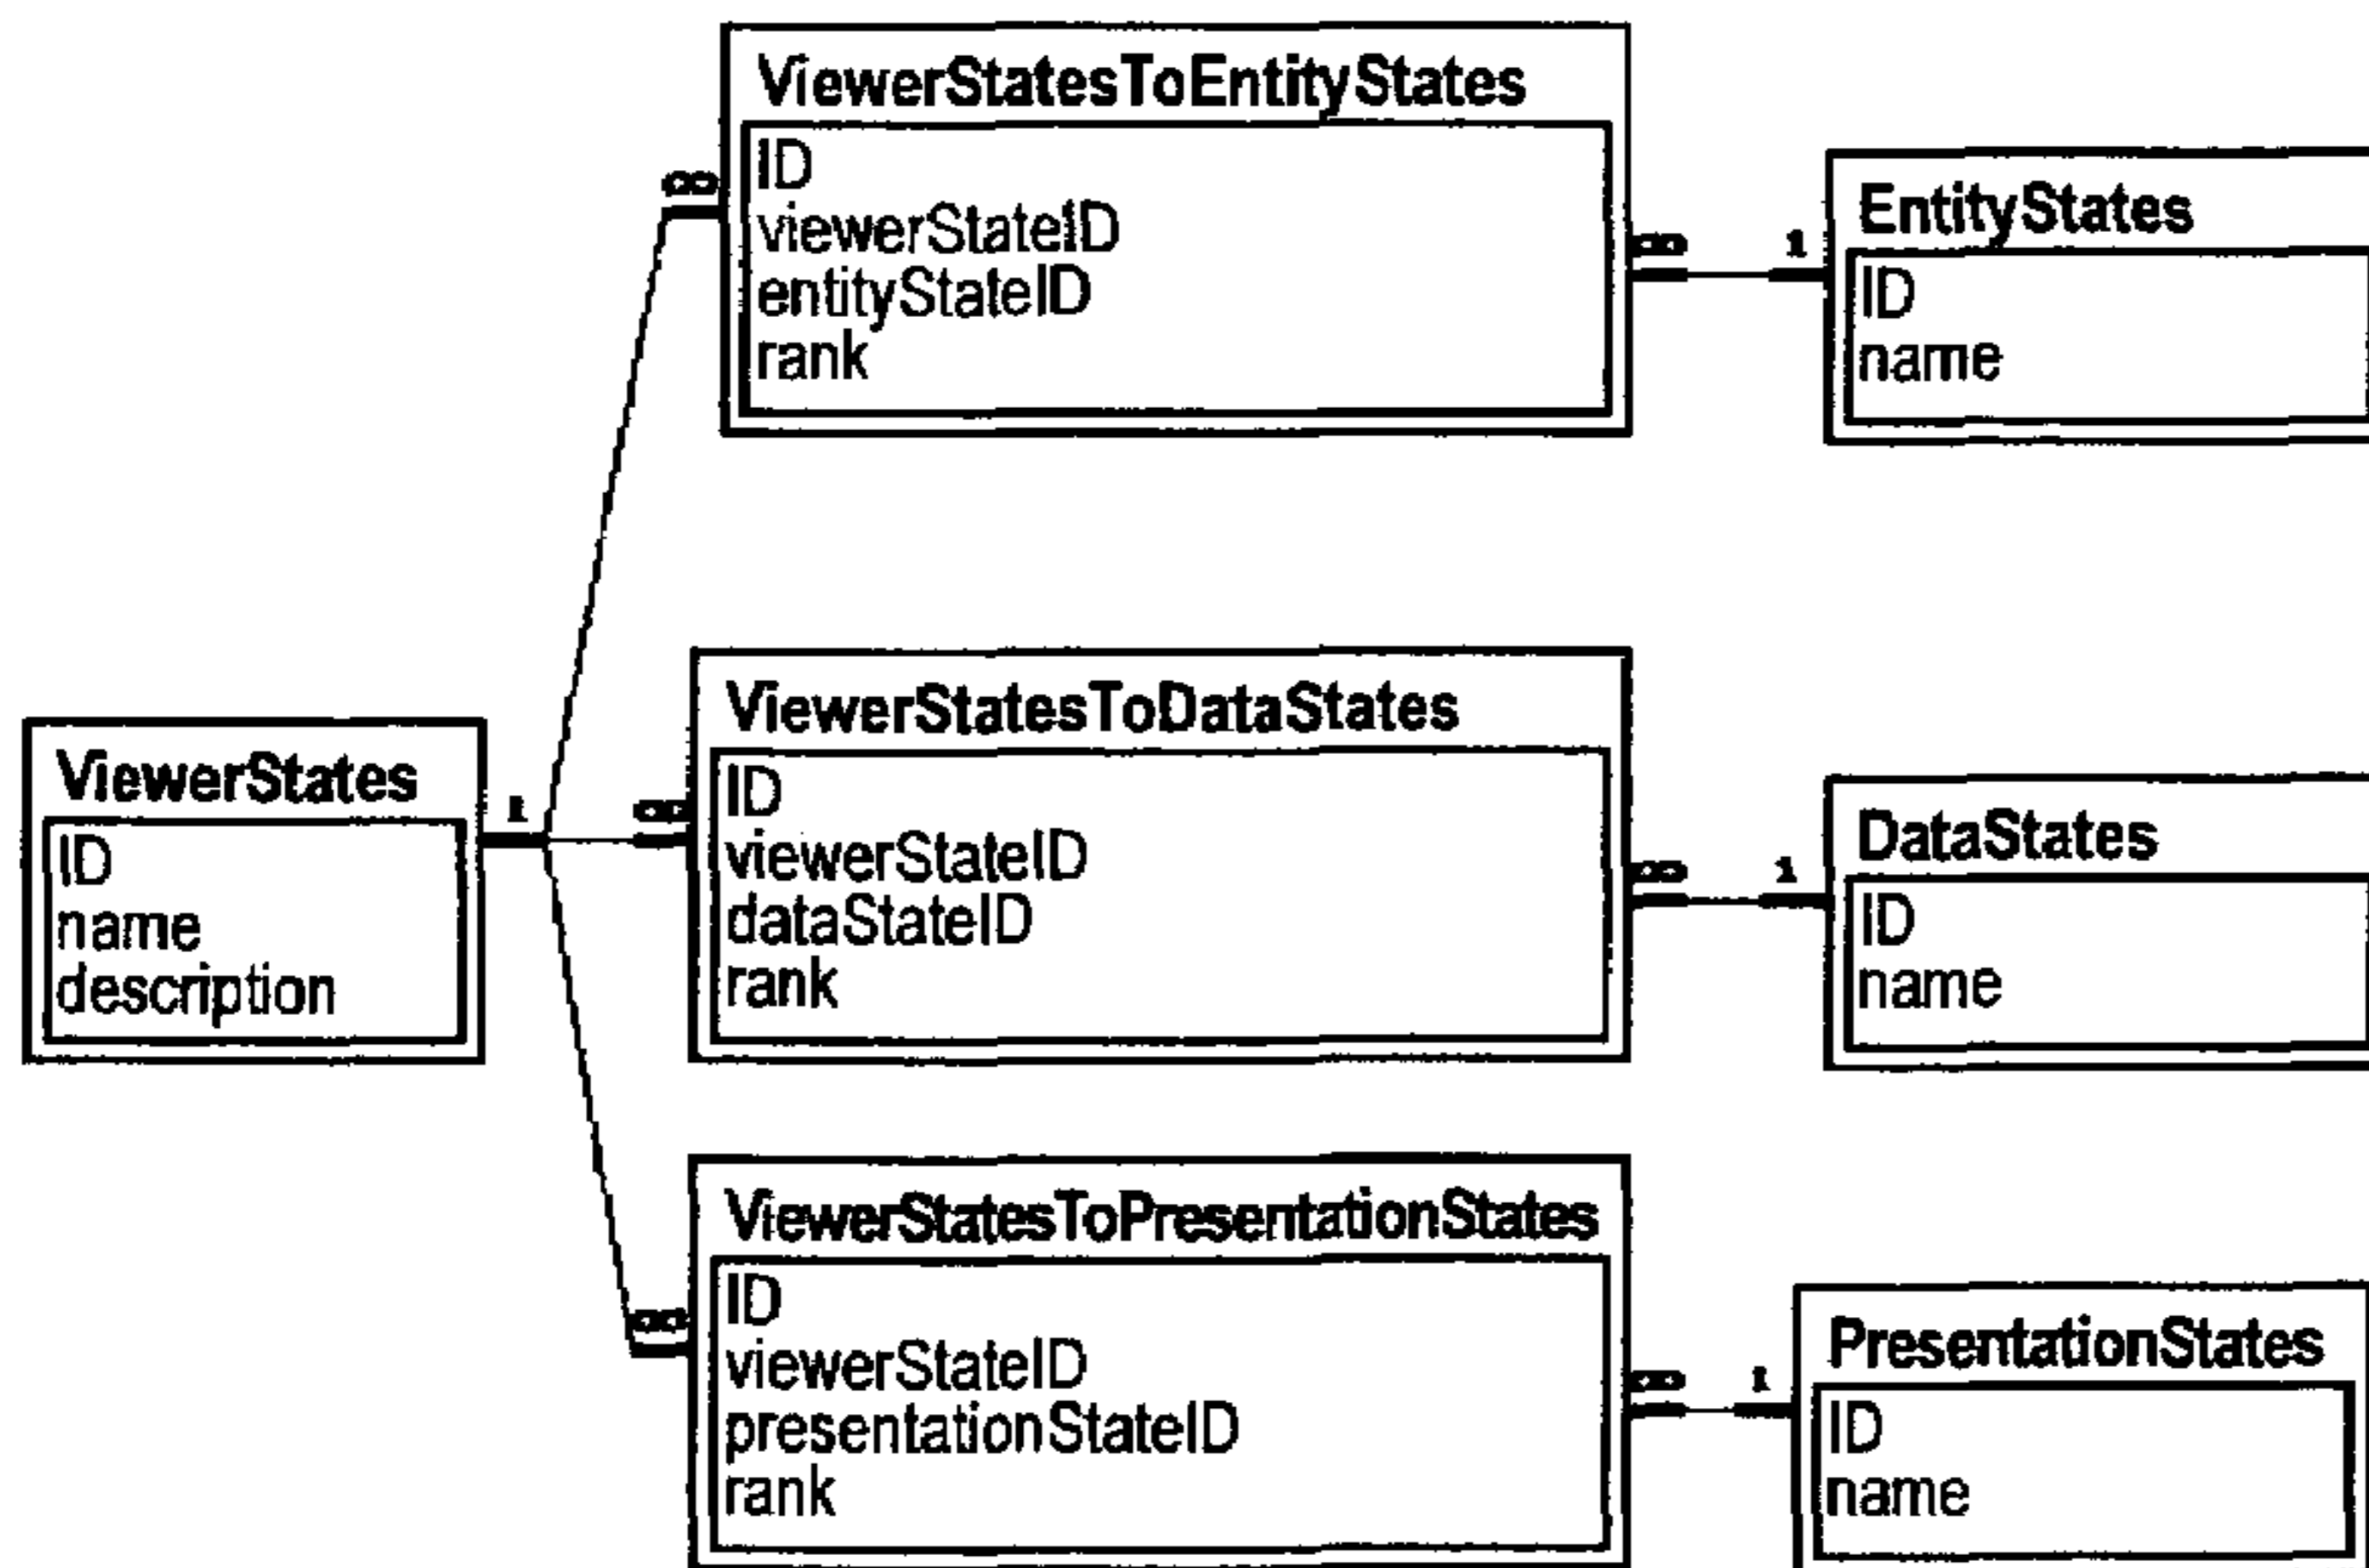 ViewerStatesToEntityStates
ID
viewerStateID
entityStateID
rank
∞
∞
1
EntityStates
ID
name
ViewerStates
ID
name
description
1
∞
ViewerStatesToDataStates
ID
viewerStateID
dataStateID
rank
∞
1
DataStates
ID
name
∞
ViewerStatesToPresentationStates
ID
viewerStateID
presentationStateID
rank
∞
1
PresentationStates
ID
name